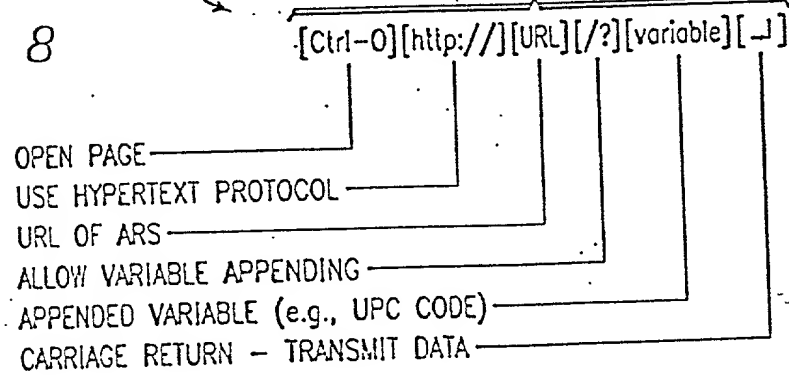 8
[Ctrl-O][http://][URL][/?][variable][↵]
OPEN PAGE
USE HYPERTEXT PROTOCOL
URL OF ARS
ALLOW VARIABLE APPENDING
APPENDED VARIABLE (e.g., UPC CODE)
CARRIAGE RETURN – TRANSMIT DATA